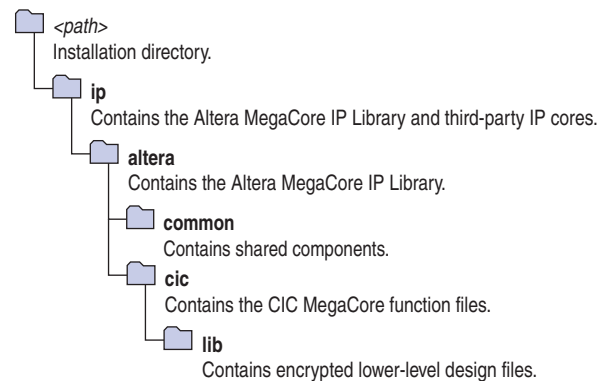 <path>
Installation directory.
ip
Contains the Altera MegaCore IP Library and third-party IP cores.
altera
Contains the Altera MegaCore IP Library.
common
Contains shared components.
cic
Contains the CIC MegaCore function files.
lib
Contains encrypted lower-level design files.